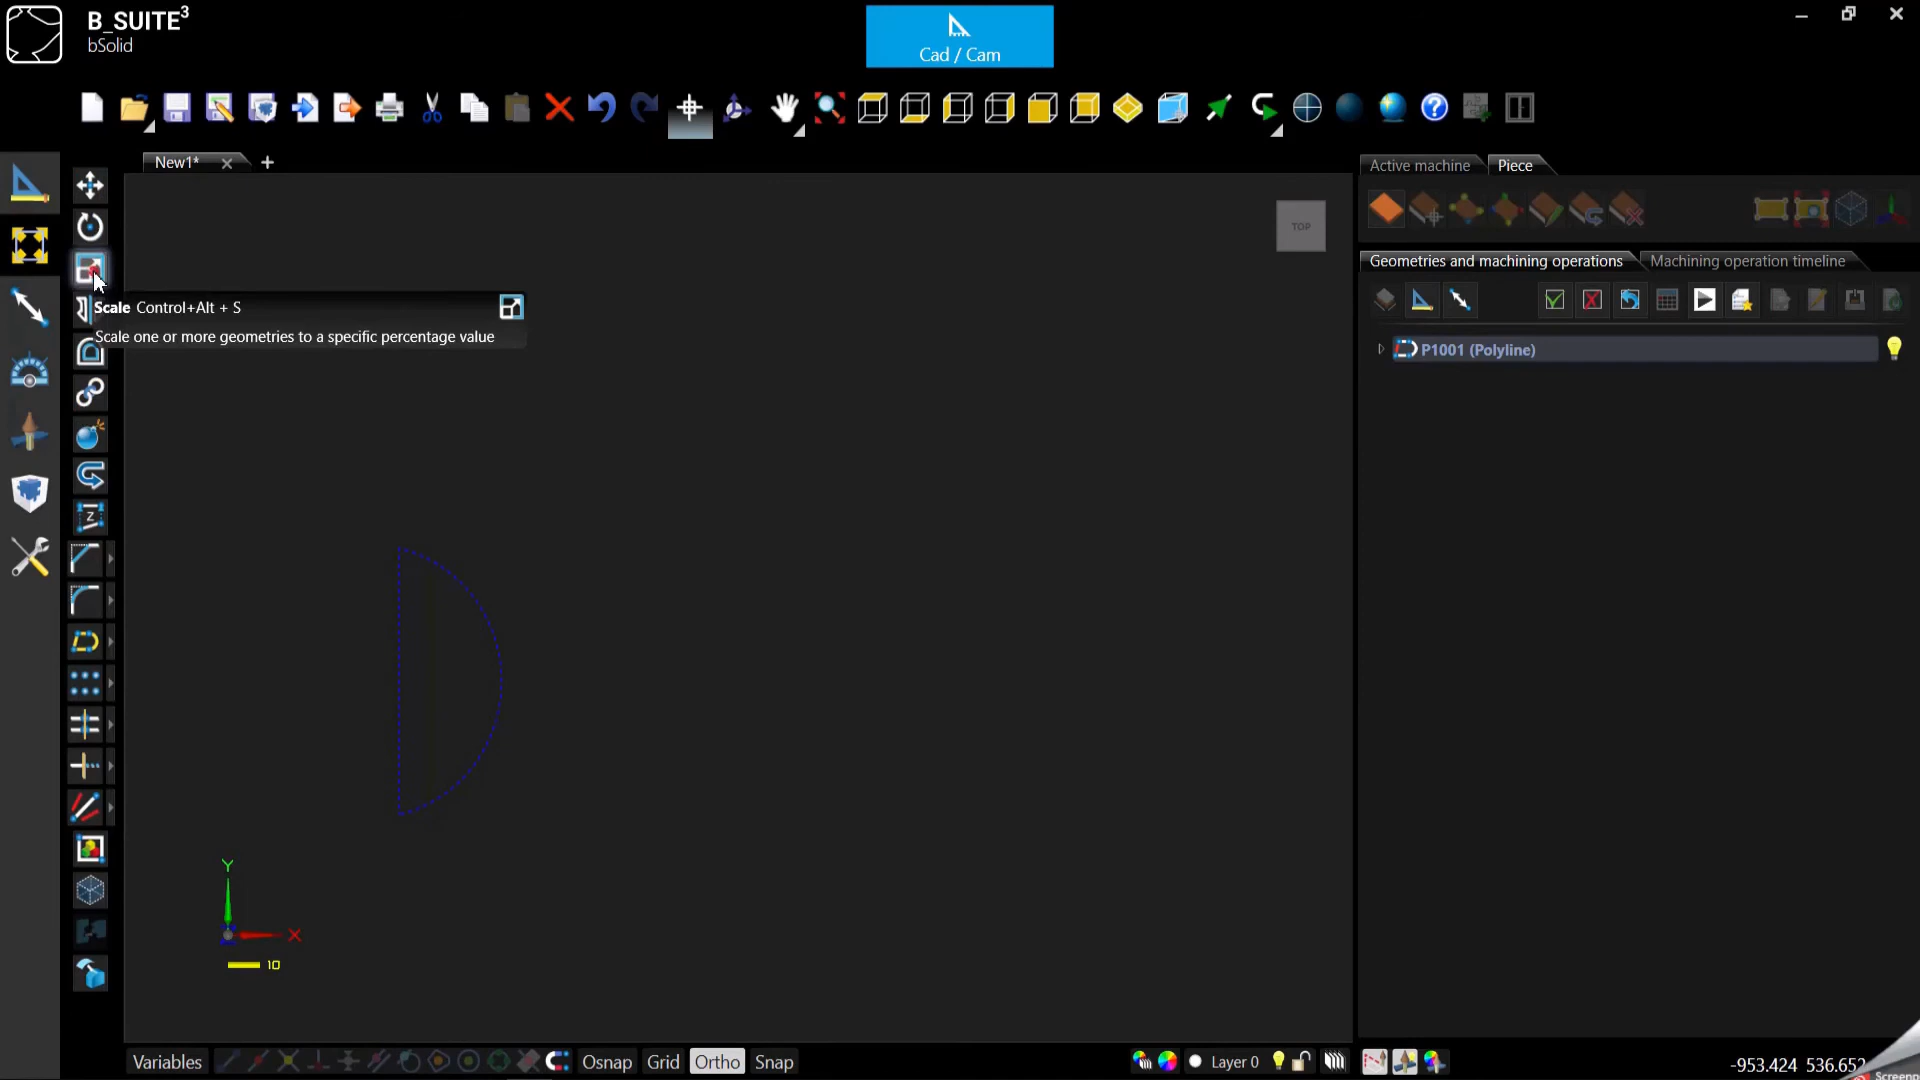 B_SUITE³
bSolid
Cad / Cam
New1*
TOP
Active machine
Piece
Scale Control+Alt + S
Scale one or more geometries to a specific percentage value
Geometries and machining operations
Machining operation timeline
P1001 (Polyline)
Z
Y
X
10
Variables
Osnap
Grid
Ortho
Snap
Layer 0
-953.424 536.652